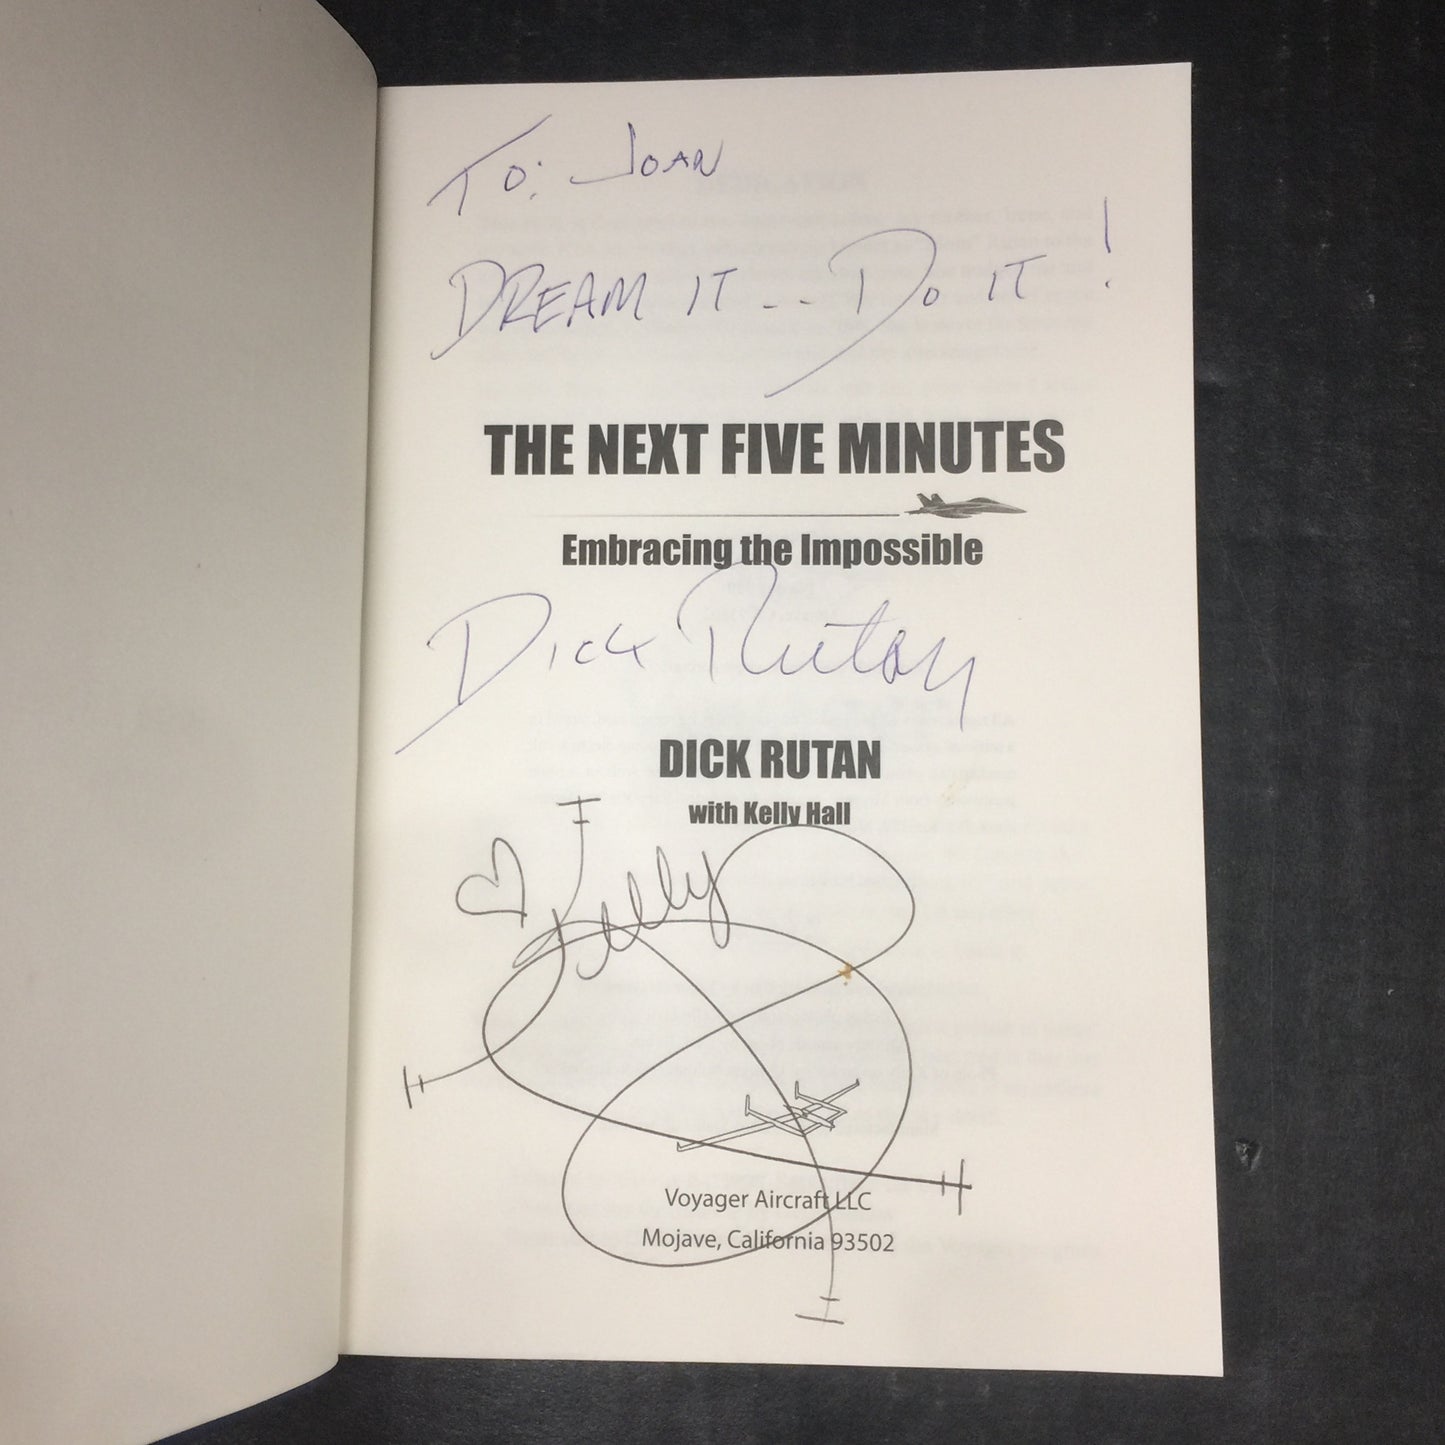 TO: JOAN
DREAM IT -- DO IT!
THE NEXT FIVE MINUTES
Embracing the Impossible
Dick Rutan
DICK RUTAN
with Kelly Hall
Kelly
Voyager Aircraft LLC
Mojave, California 93502